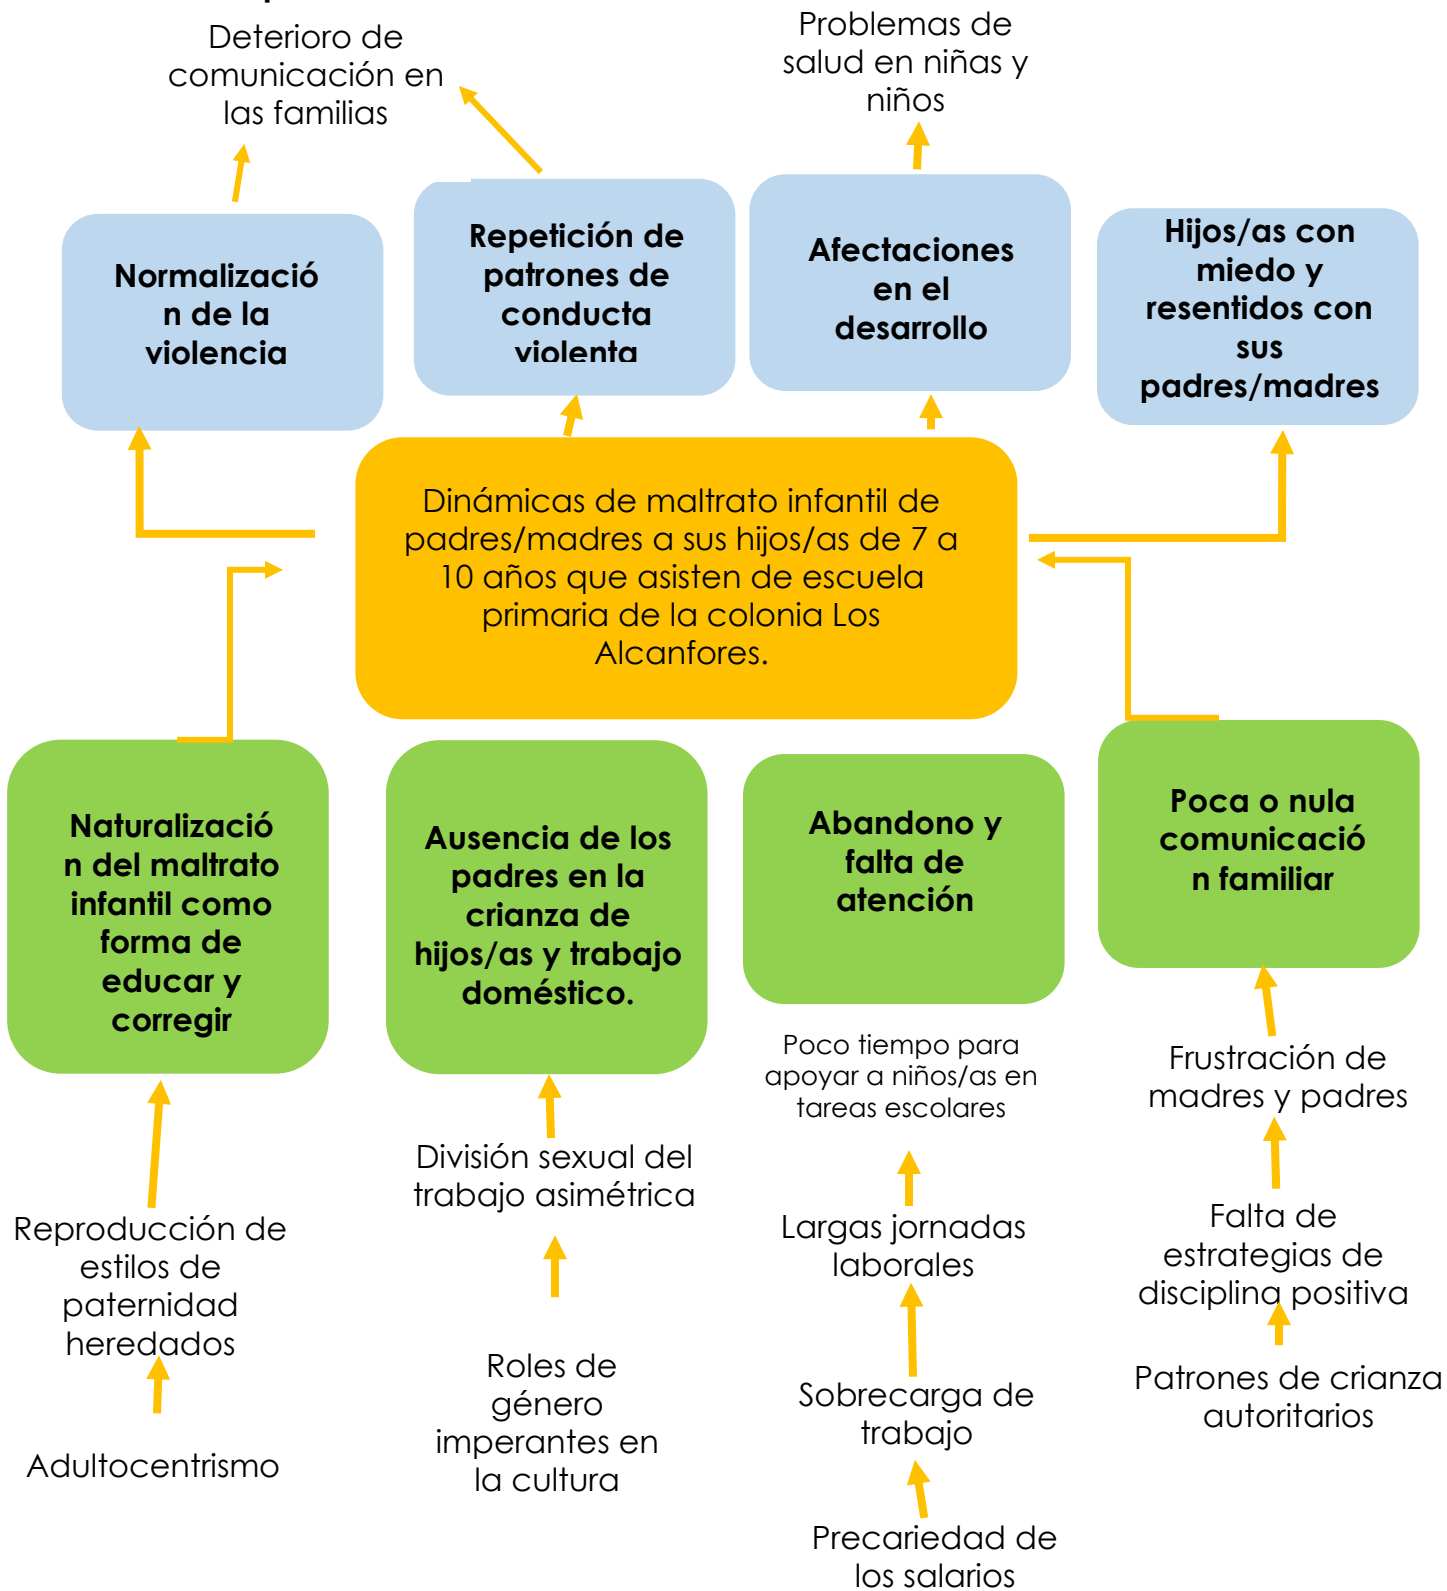 Deterioro de
comunicación en
las familias
Problemas de
salud en niñas y
niños
Normalizació
n de la
violencia
Repetición de
patrones de
conducta
violenta
Afectaciones
en el
desarrollo
Hijos/as con
miedo y
resentidos con
sus
padres/madres
Dinámicas de maltrato infantil de
padres/madres a sus hijos/as de 7 a
10 años que asisten de escuela
primaria de la colonia Los
Alcanfores.
Naturalizació
n del maltrato
infantil como
forma de
educar y
corregir
Ausencia de los
padres en la
crianza de
hijos/as y trabajo
doméstico.
Abandono y
falta de
atención
Poca o nula
comunicació
n familiar
Reproducción de
estilos de
paternidad
heredados
Adultocentrismo
División sexual del
trabajo asimétrica
Roles de
género
imperantes en
la cultura
Poco tiempo para
apoyar a niños/as en
tareas escolares
Largas jornadas
laborales
Sobrecarga de
trabajo
Precariedad de
los salarios
Frustración de
madres y padres
Falta de
estrategias de
disciplina positiva
Patrones de crianza
autoritarios